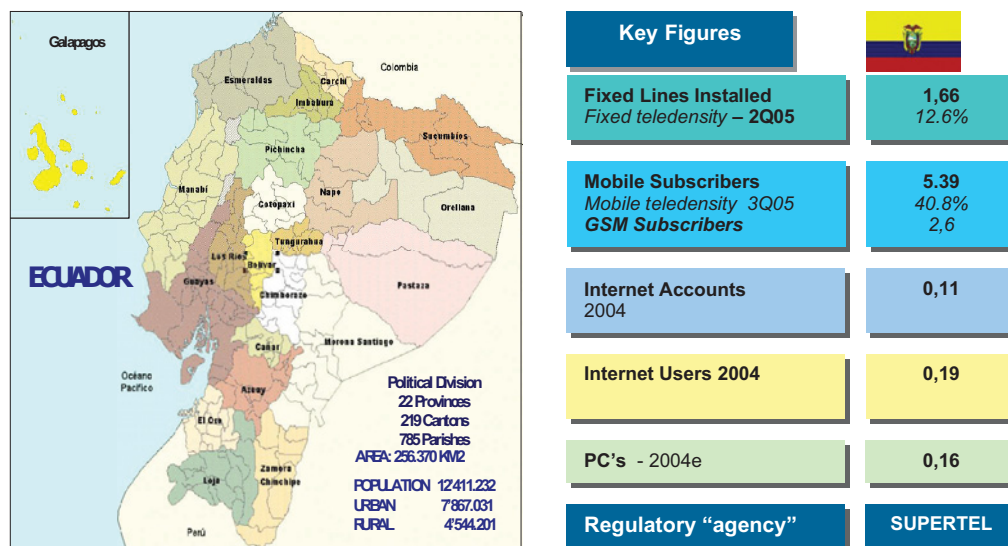 Galapagos
Colombia
Esmeraldas
Carchi
Imbabura
Sucumbios
Pichincha
Manabí
Napo
Orellana
Cotopaxi
Tungurahua
Los Rios
Bolivar
ECUADOR
Guayas
Chimborazo
Pastaza
Morona Santiago
Cañar
Océano
Pacífico
Azuay
El Oro
Zamora
Chinchipe
Loja
Perú
Political Division
22 Provinces
219 Cantons
785 Parishes
AREA: 256.370 KM2
POPULATION 12'411.232
URBAN 7'867.031
RURAL 4'544.201
Key Figures
Fixed Lines Installed 1,66
Fixed teledensity – 2Q05 12.6%
Mobile Subscribers 5.39
Mobile teledensity 3Q05 40.8%
GSM Subscribers 2,6
Internet Accounts 0,11
2004
Internet Users 2004 0,19
PC's - 2004e 0,16
Regulatory “agency” SUPERTEL